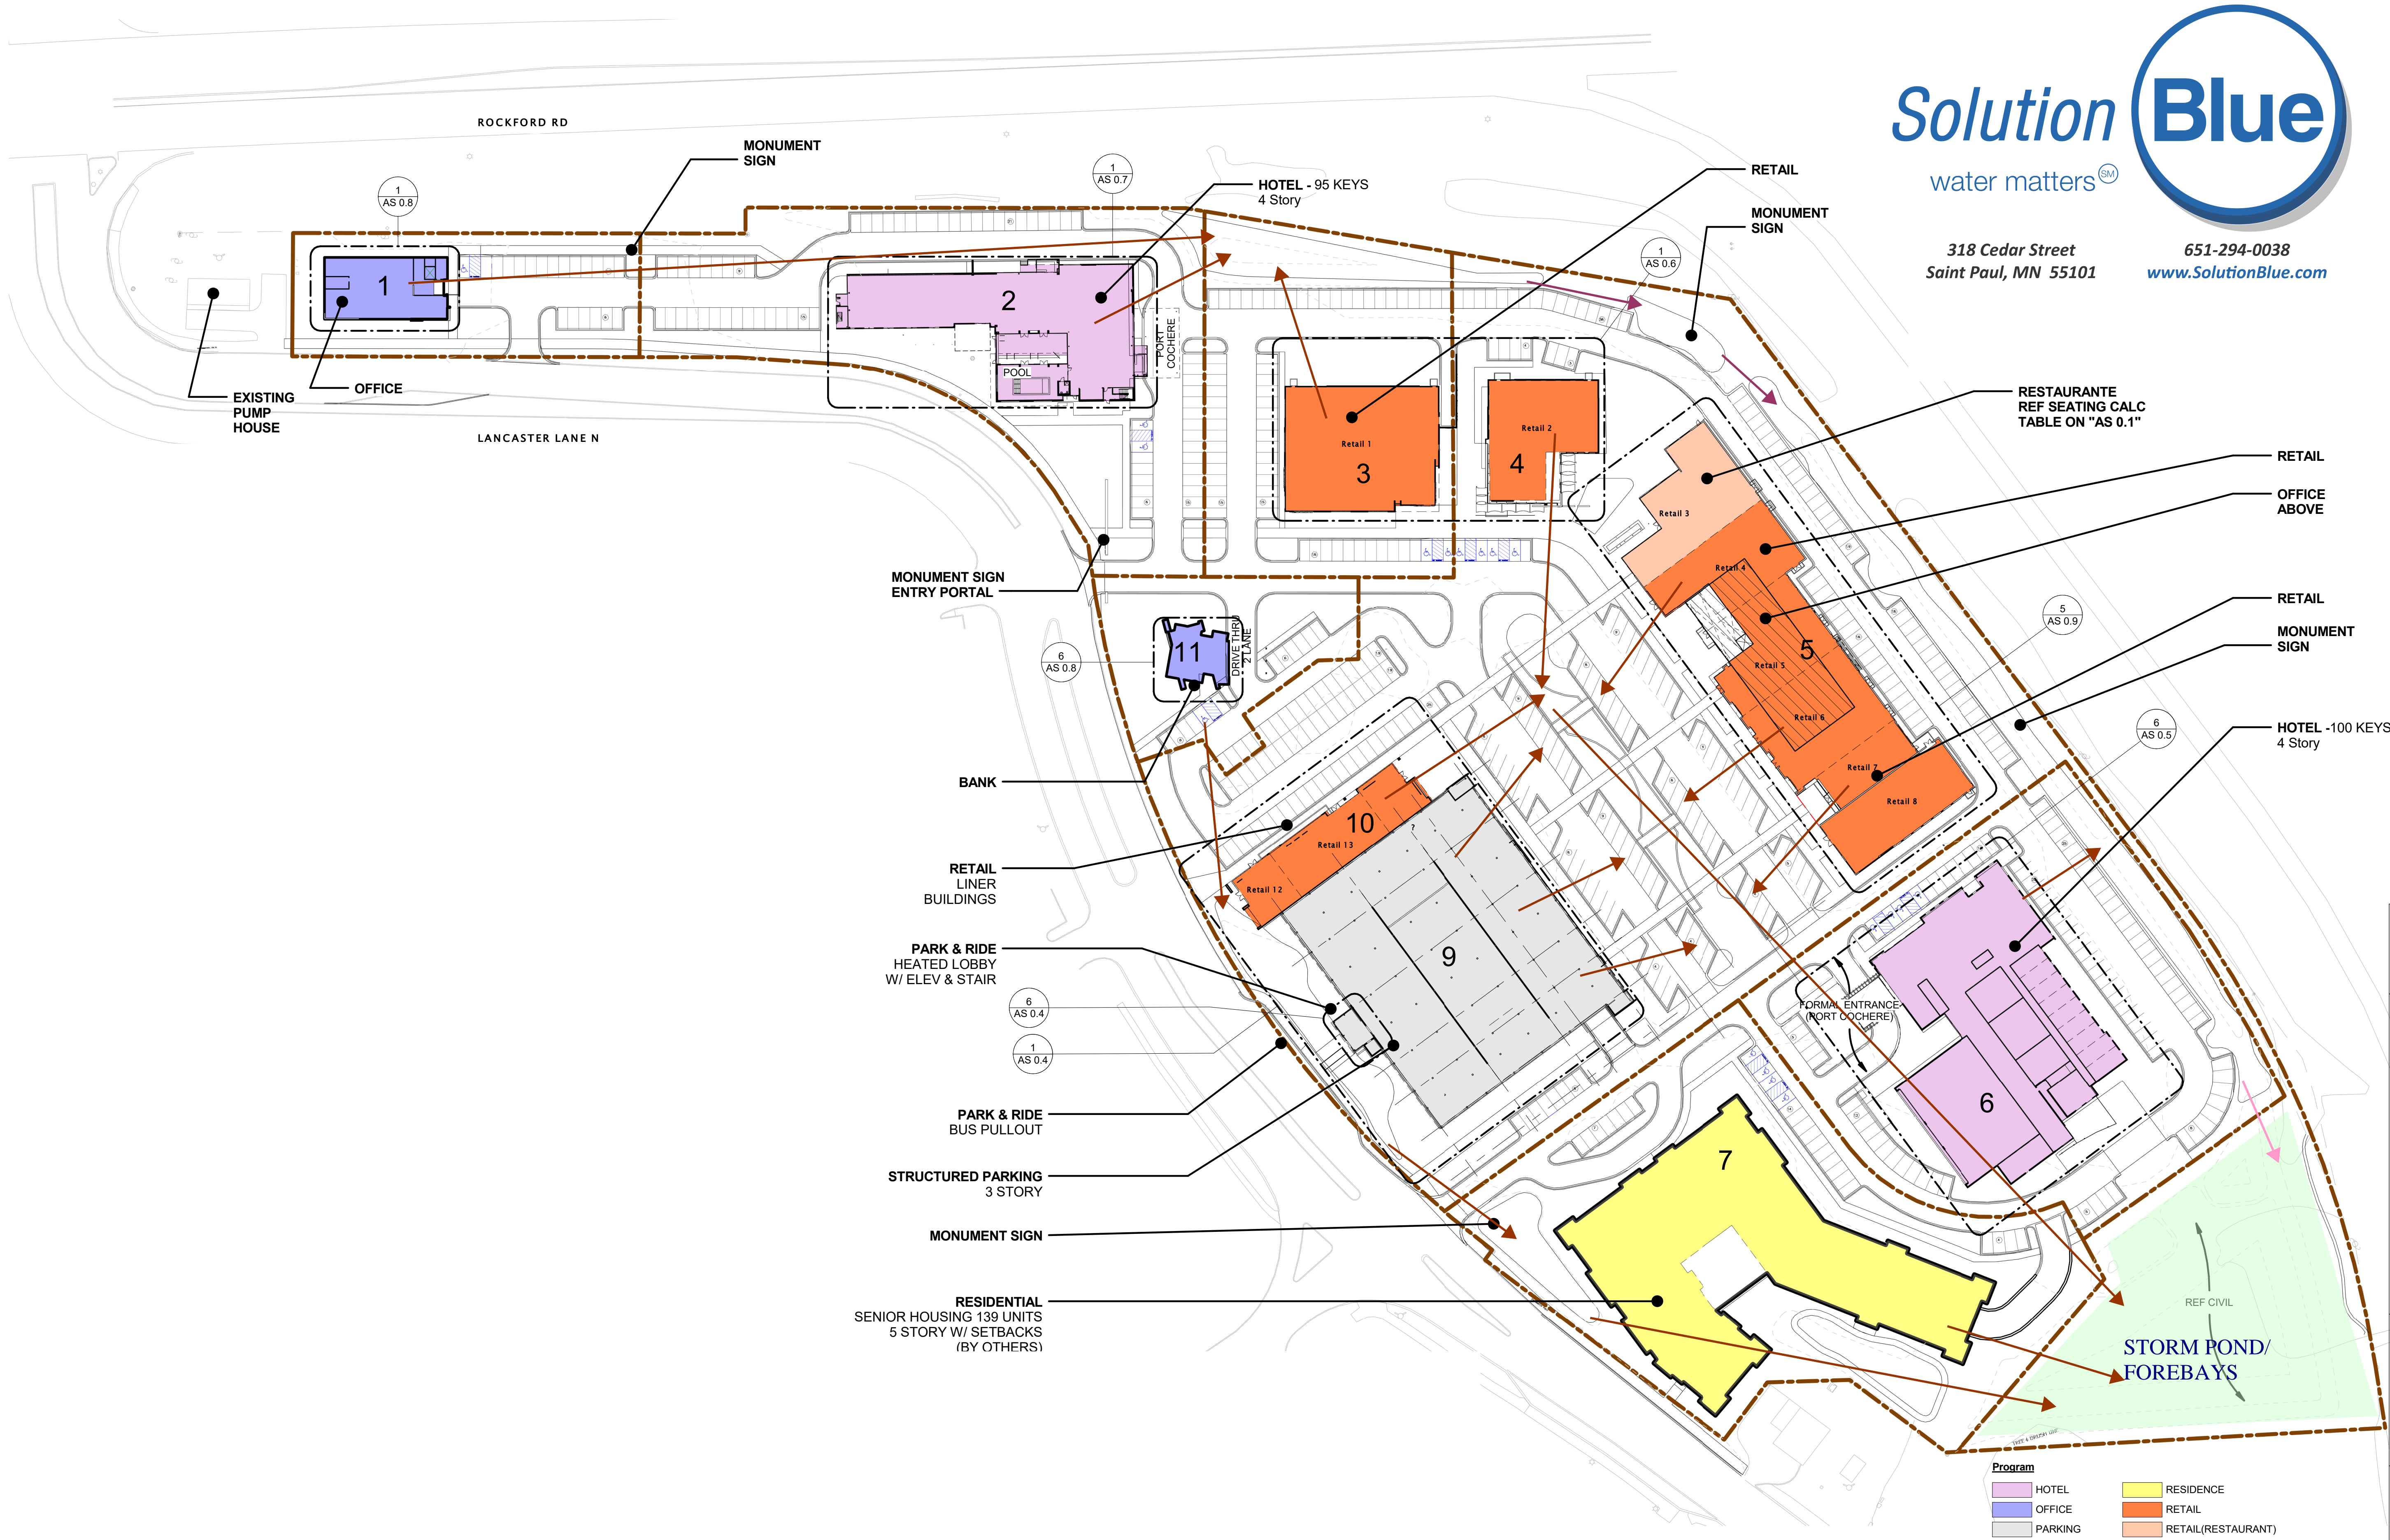 Solution Blue
water matters SM
318 Cedar Street
Saint Paul, MN 55101
651-294-0038
www.SolutionBlue.com
ROCKFORD RD
MONUMENT
SIGN
1
AS 0.8
1
AS 0.7
HOTEL - 95 KEYS
4 Story
RETAIL
MONUMENT
SIGN
1
AS 0.6
1
2
PORT
COCHERE
POOL
EXISTING
PUMP
HOUSE
OFFICE
LANCASTER LANE N
Retail 1
3
Retail 2
4
RESTAURANTE
REF SEATING CALC
TABLE ON "AS 0.1"
RETAIL
OFFICE
ABOVE
Retail 3
Retail 4
Retail 5
5
Retail 6
Retail 7
Retail 8
RETAIL
MONUMENT
SIGN
5
AS 0.9
6
AS 0.5
HOTEL -100 KEYS
4 Story
MONUMENT SIGN
ENTRY PORTAL
6
AS 0.8
11
DRIVE THRU
2 LANE
BANK
10
?
Retail 13
Retail 12
RETAIL
LINER
BUILDINGS
PARK & RIDE
HEATED LOBBY
W/ ELEV & STAIR
9
6
AS 0.4
1
AS 0.4
FORMAL ENTRANCE
(PORT COCHERE)
6
PARK & RIDE
BUS PULLOUT
STRUCTURED PARKING
3 STORY
7
MONUMENT SIGN
RESIDENTIAL
SENIOR HOUSING 139 UNITS
5 STORY W/ SETBACKS
(BY OTHERS)
REF CIVIL
STORM POND/
FOREBAYS
Program
HOTEL
OFFICE
PARKING
RESIDENCE
RETAIL
RETAIL(RESTAURANT)